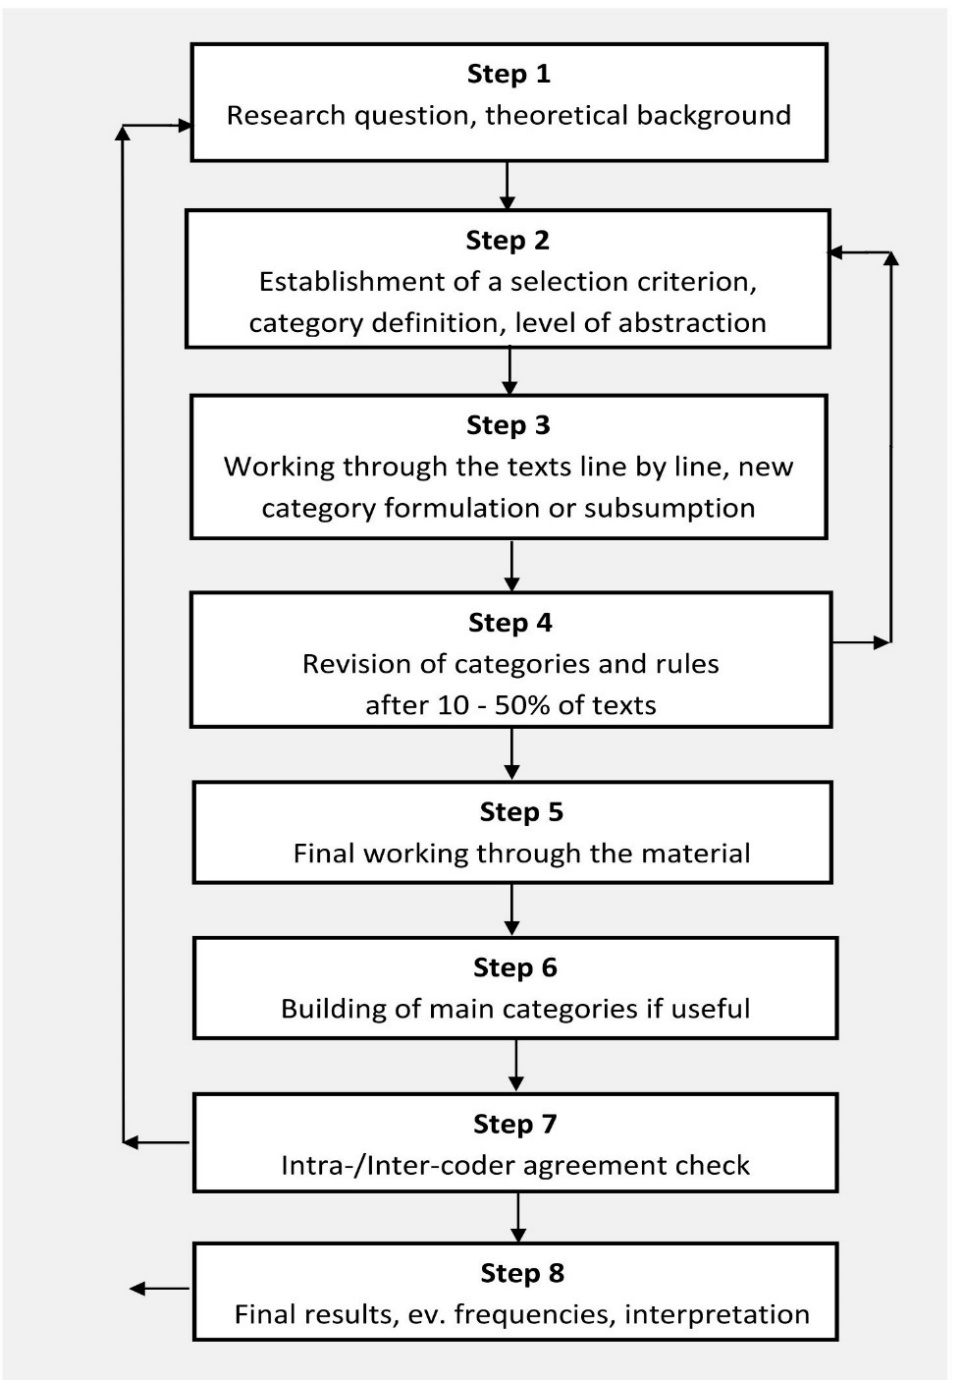 Step 1
Research question, theoretical background
Step 2
Establishment of a selection criterion,
category definition, level of abstraction
Step 3
Working through the texts line by line, new
category formulation or subsumption
Step 4
Revision of categories and rules
after 10 - 50% of texts
Step 5
Final working through the material
Step 6
Building of main categories if useful
Step 7
Intra-/Inter-coder agreement check
Step 8
Final results, ev. frequencies, interpretation